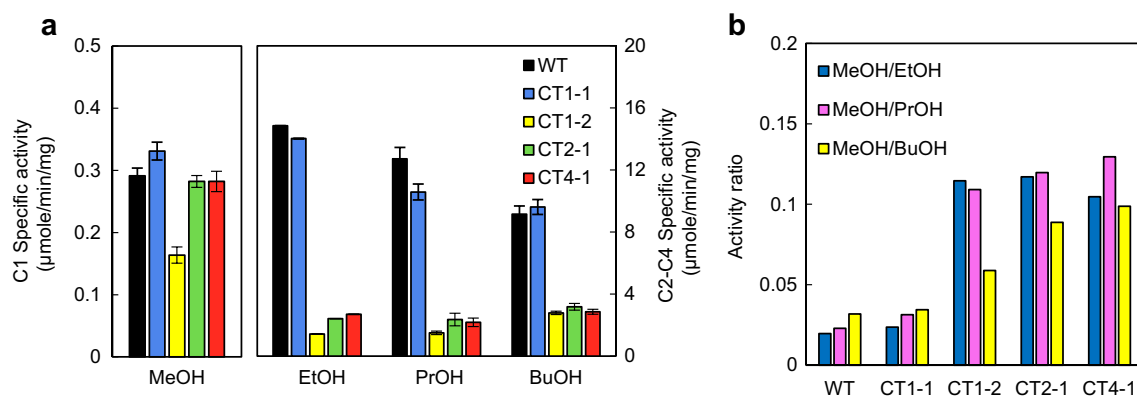 a
C1 Specific activity
(μmole/min/mg)
0.5
0.4
0.3
0.2
0.1
0
MeOH
EtOH
PrOH
BuOH
WT
CT1-1
CT1-2
CT2-1
CT4-1
20
16
12
8
4
0
C2-C4 Specific activity
(μmole/min/mg)
b
Activity ratio
0.2
0.15
0.1
0.05
0
MeOH/EtOH
MeOH/PrOH
MeOH/BuOH
WT
CT1-1
CT1-2
CT2-1
CT4-1